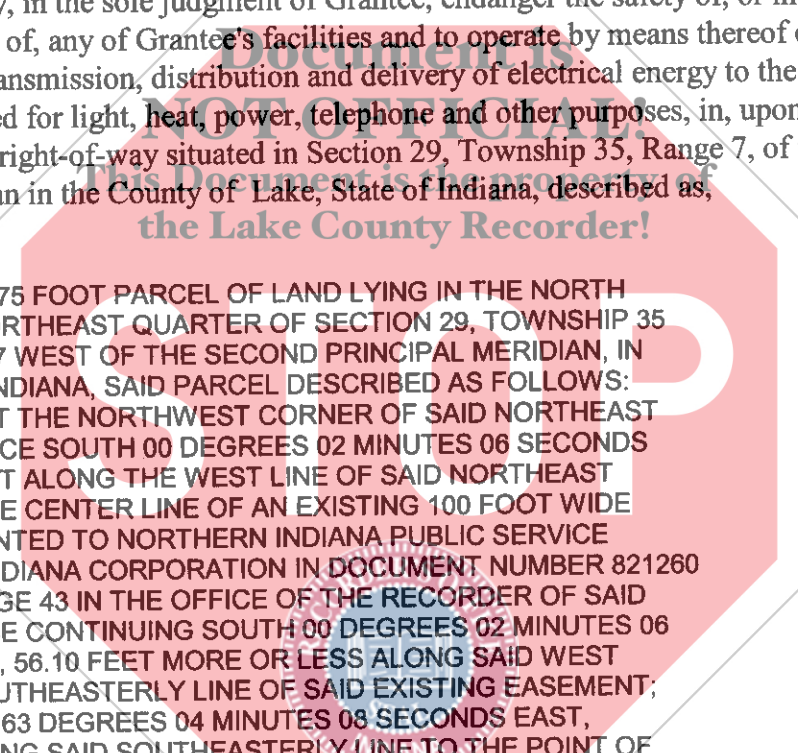 in the sole judgment of Grantee, endanger the safety of, or
of, any of Grantee's facilities and to operate by means thereof
ansmission, distribution and delivery of electrical energy to the
ed for light, heat, power, telephone and other purposes, in, upon
right-of-way situated in Section 29, Township 35, Range 7, of
an in the County of Lake, State of Indiana, described as,
Document is
NOT OFFICIAL!
This Document is the property of
the Lake County Recorder!
STOP
75 FOOT PARCEL OF LAND LYING IN THE NORTH
RTHEAST QUARTER OF SECTION 29, TOWNSHIP 35
7 WEST OF THE SECOND PRINCIPAL MERIDIAN, IN
NDIANA, SAID PARCEL DESCRIBED AS FOLLOWS:
T THE NORTHWEST CORNER OF SAID NORTHEAST
CE SOUTH 00 DEGREES 02 MINUTES 06 SECONDS
T ALONG THE WEST LINE OF SAID NORTHEAST
E CENTER LINE OF AN EXISTING 100 FOOT WIDE
NTED TO NORTHERN INDIANA PUBLIC SERVICE
DIANA CORPORATION IN DOCUMENT NUMBER 821260
GE 43 IN THE OFFICE OF THE RECORDER OF SAID
E CONTINUING SOUTH 00 DEGREES 02 MINUTES 06
, 56.10 FEET MORE OR LESS ALONG SAID WEST
UTHEASTERLY LINE OF SAID EXISTING EASEMENT;
63 DEGREES 04 MINUTES 08 SECONDS EAST,
NG SAID SOUTHEASTERLY LINE TO THE POINT OF